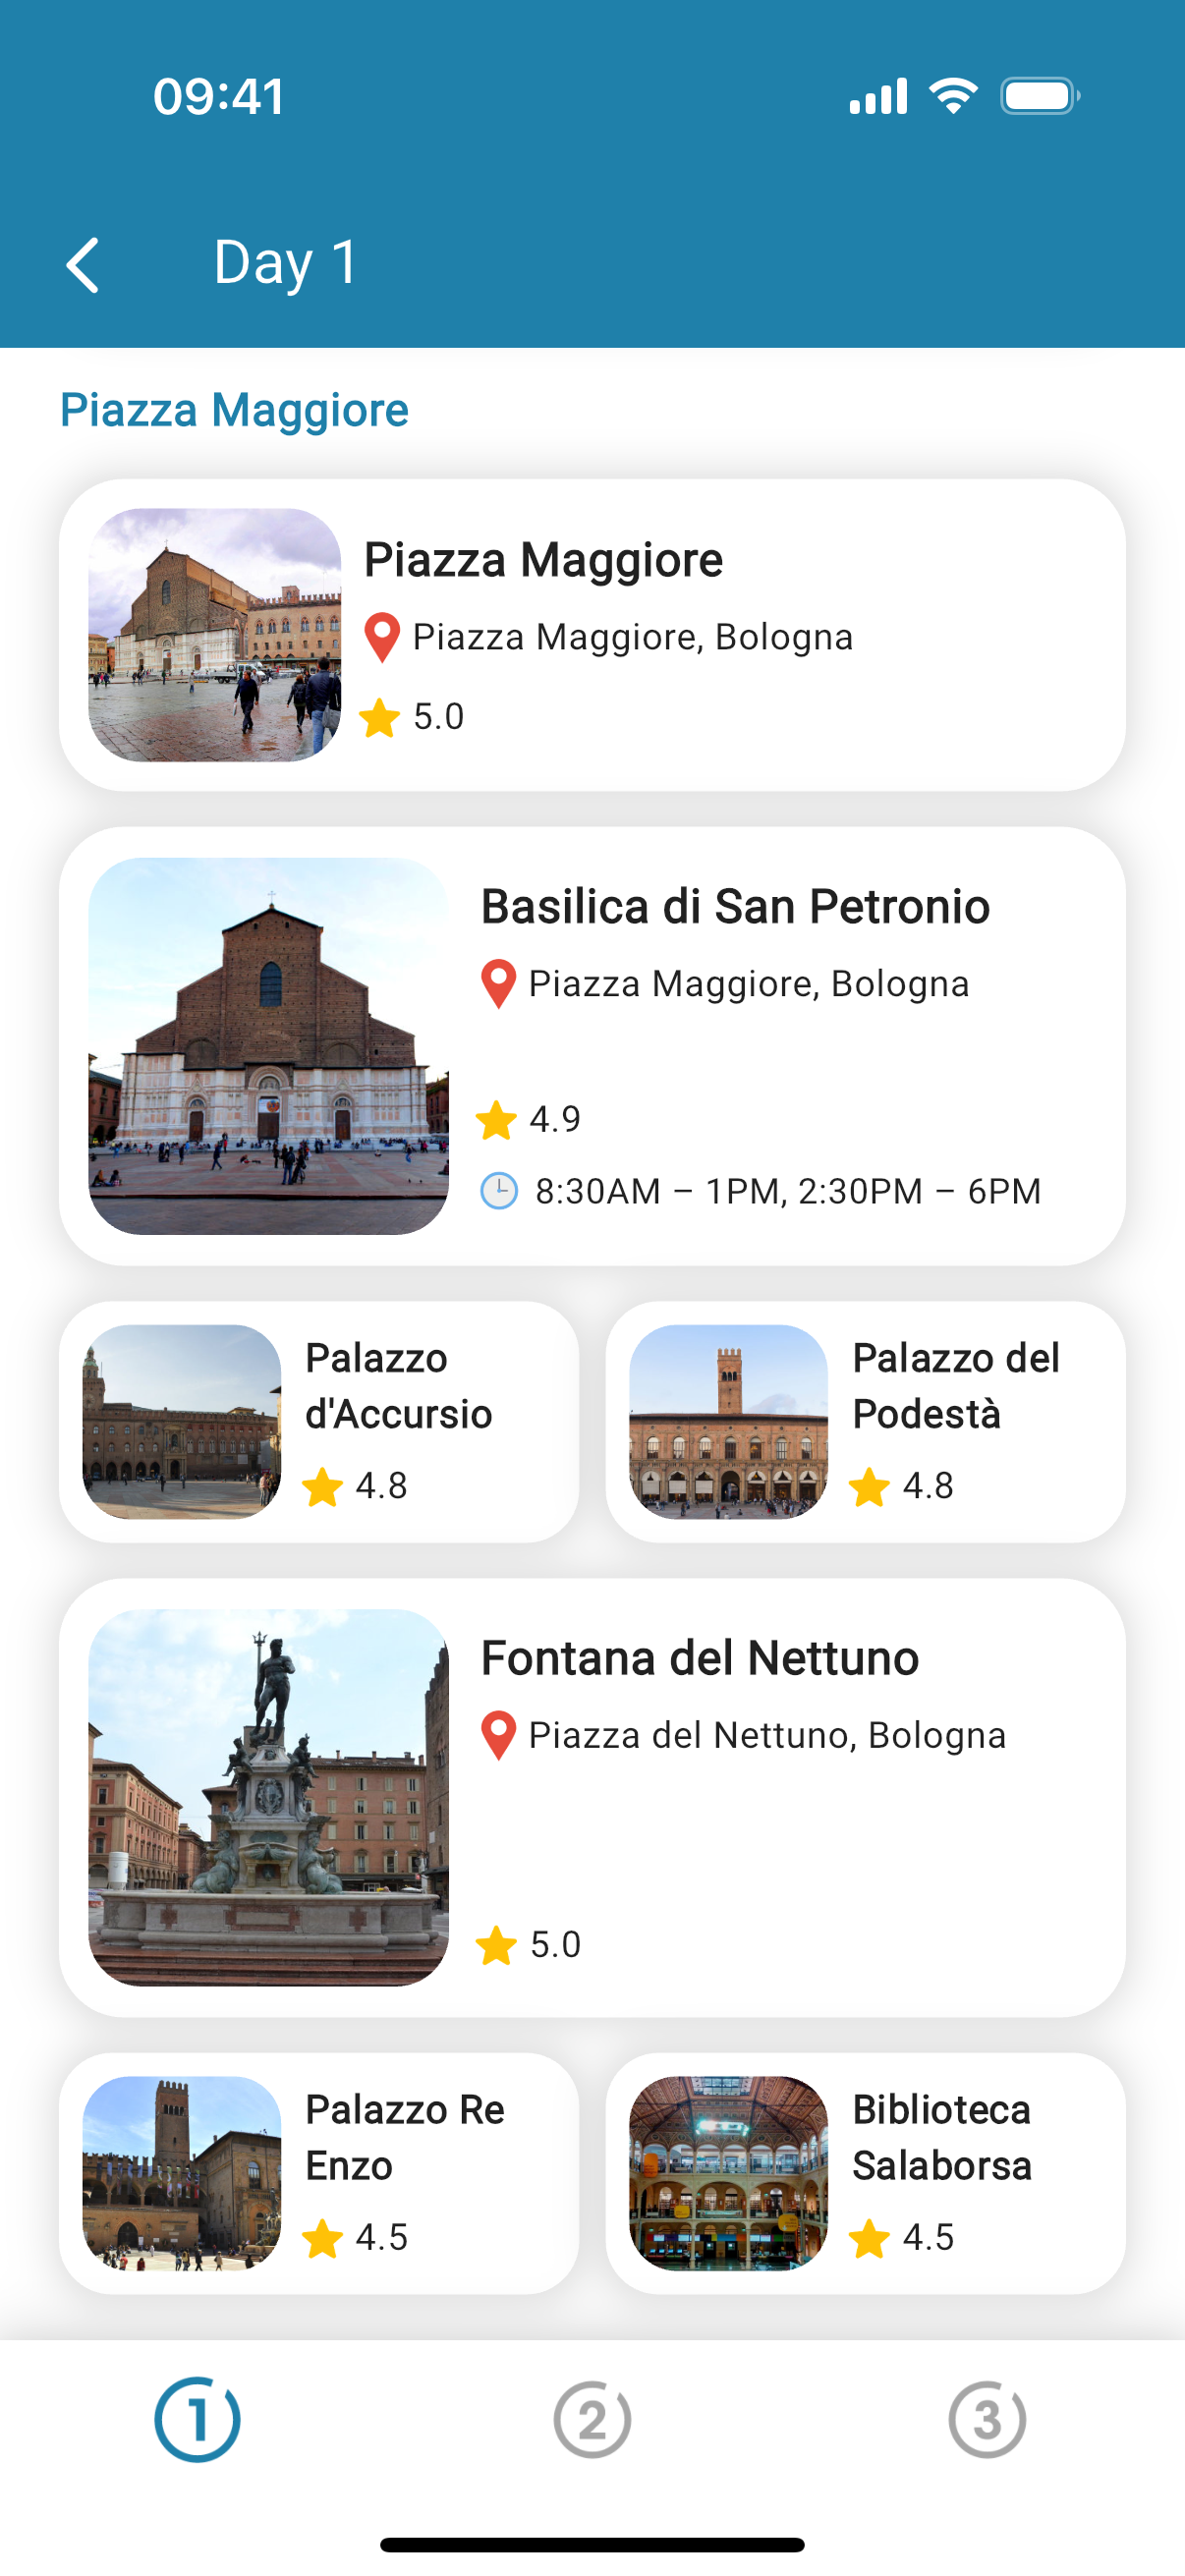 09:41
Day 1
Piazza Maggiore
Piazza Maggiore
Piazza Maggiore, Bologna
5.0
Basilica di San Petronio
Piazza Maggiore, Bologna
4.9
8:30AM – 1PM, 2:30PM – 6PM
Palazzo
d'Accursio
4.8
Palazzo del
Podestà
4.8
Fontana del Nettuno
Piazza del Nettuno, Bologna
5.0
Palazzo Re
Enzo
4.5
Biblioteca
Salaborsa
4.5
1
2
3